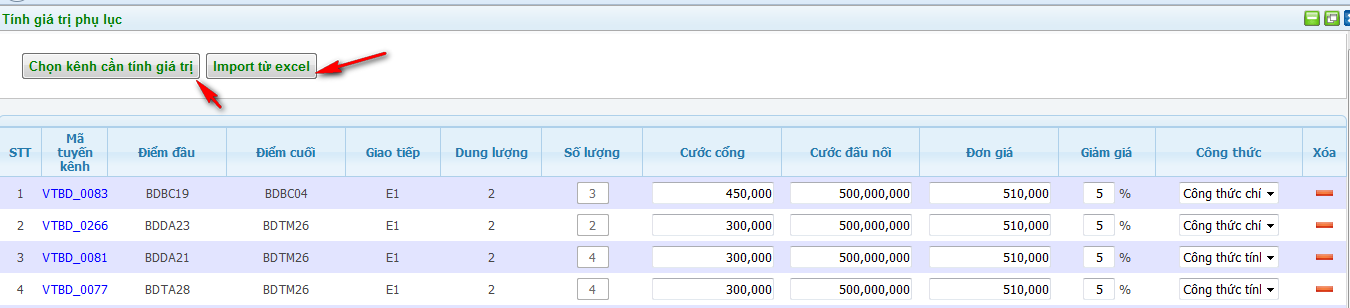 Tính giá trị phụ lục
Chọn kênh cần tính giá trị Import từ excel
STT Mã tuyến kênh Điểm đầu Điểm cuối Giao tiếp Dung lượng Số lượng Cước cổng Cước đấu nối Đơn giá Giảm giá Công thức Xóa
1 VTBD_0083 BDBC19 BDBC04 E1 2 3 450,000 500,000,000 510,000 5 % Công thức chí
2 VTBD_0266 BDDA23 BDTM26 E1 2 2 300,000 500,000,000 510,000 5 % Công thức chí
3 VTBD_0081 BDDA21 BDTM26 E1 2 4 300,000 500,000,000 510,000 5 % Công thức tính
4 VTBD_0077 BDTA28 BDTM26 E1 2 4 300,000 500,000,000 510,000 5 % Công thức tính